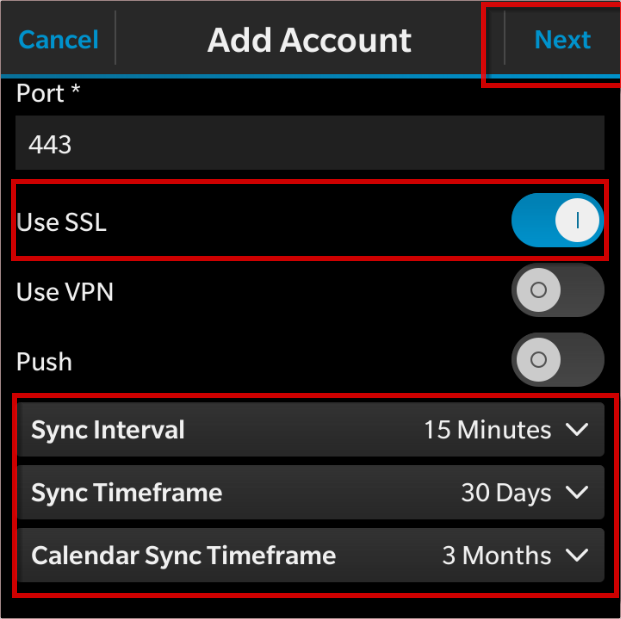 Cancel Add Account Next
Port *
443
Use SSL
Use VPN
Push
Sync Interval 15 Minutes
Sync Timeframe 30 Days
Calendar Sync Timeframe 3 Months